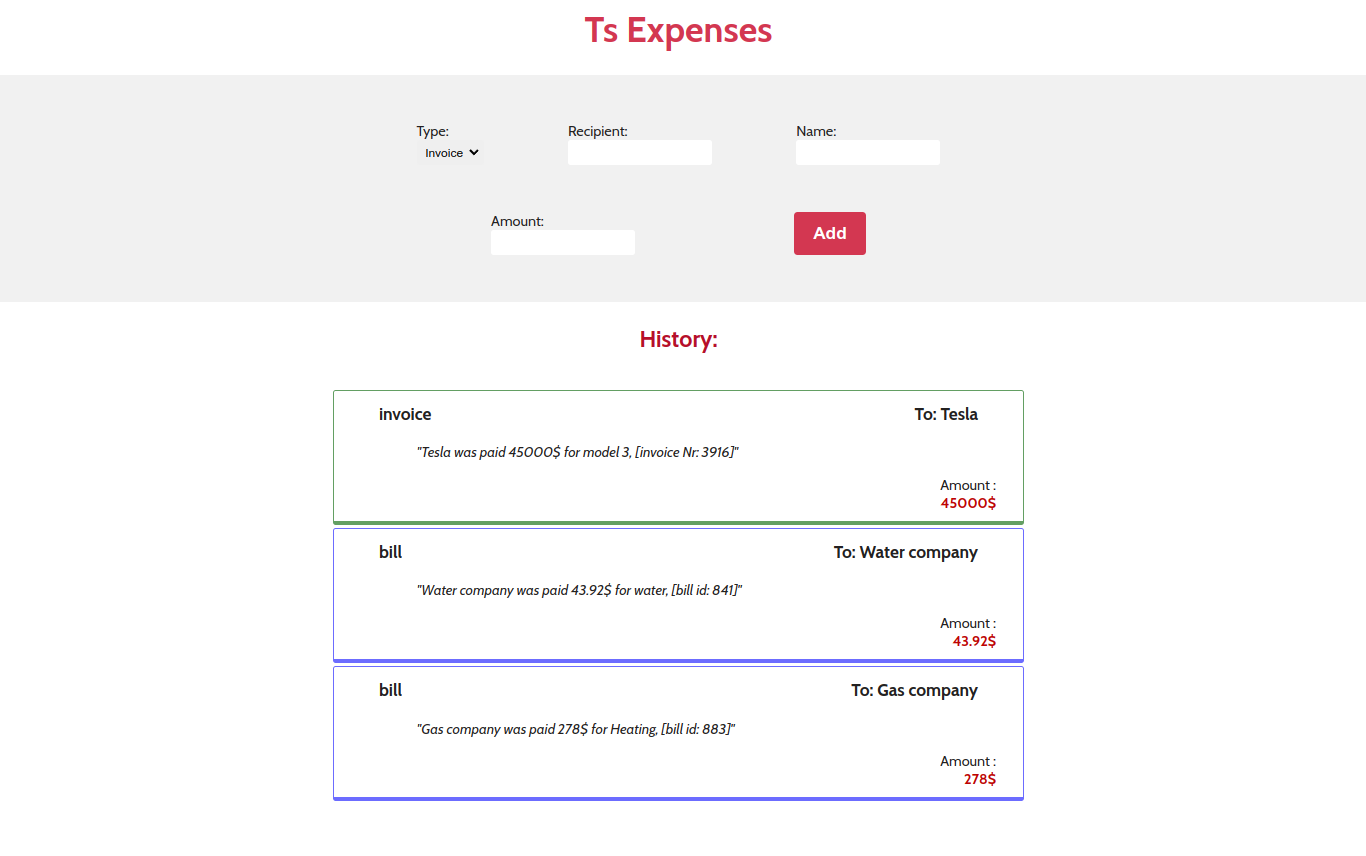 Ts Expenses
Type:
Recipient:
Name:
Invoice
Amount:
Add
History:
invoice
To: Tesla
"Tesla was paid 45000$ for model 3, [invoice Nr: 3916]"
Amount :
45000$
bill
To: Water company
"Water company was paid 43.92$ for water, [bill id: 841]"
Amount :
43.92$
bill
To: Gas company
"Gas company was paid 278$ for Heating, [bill id: 883]"
Amount :
278$